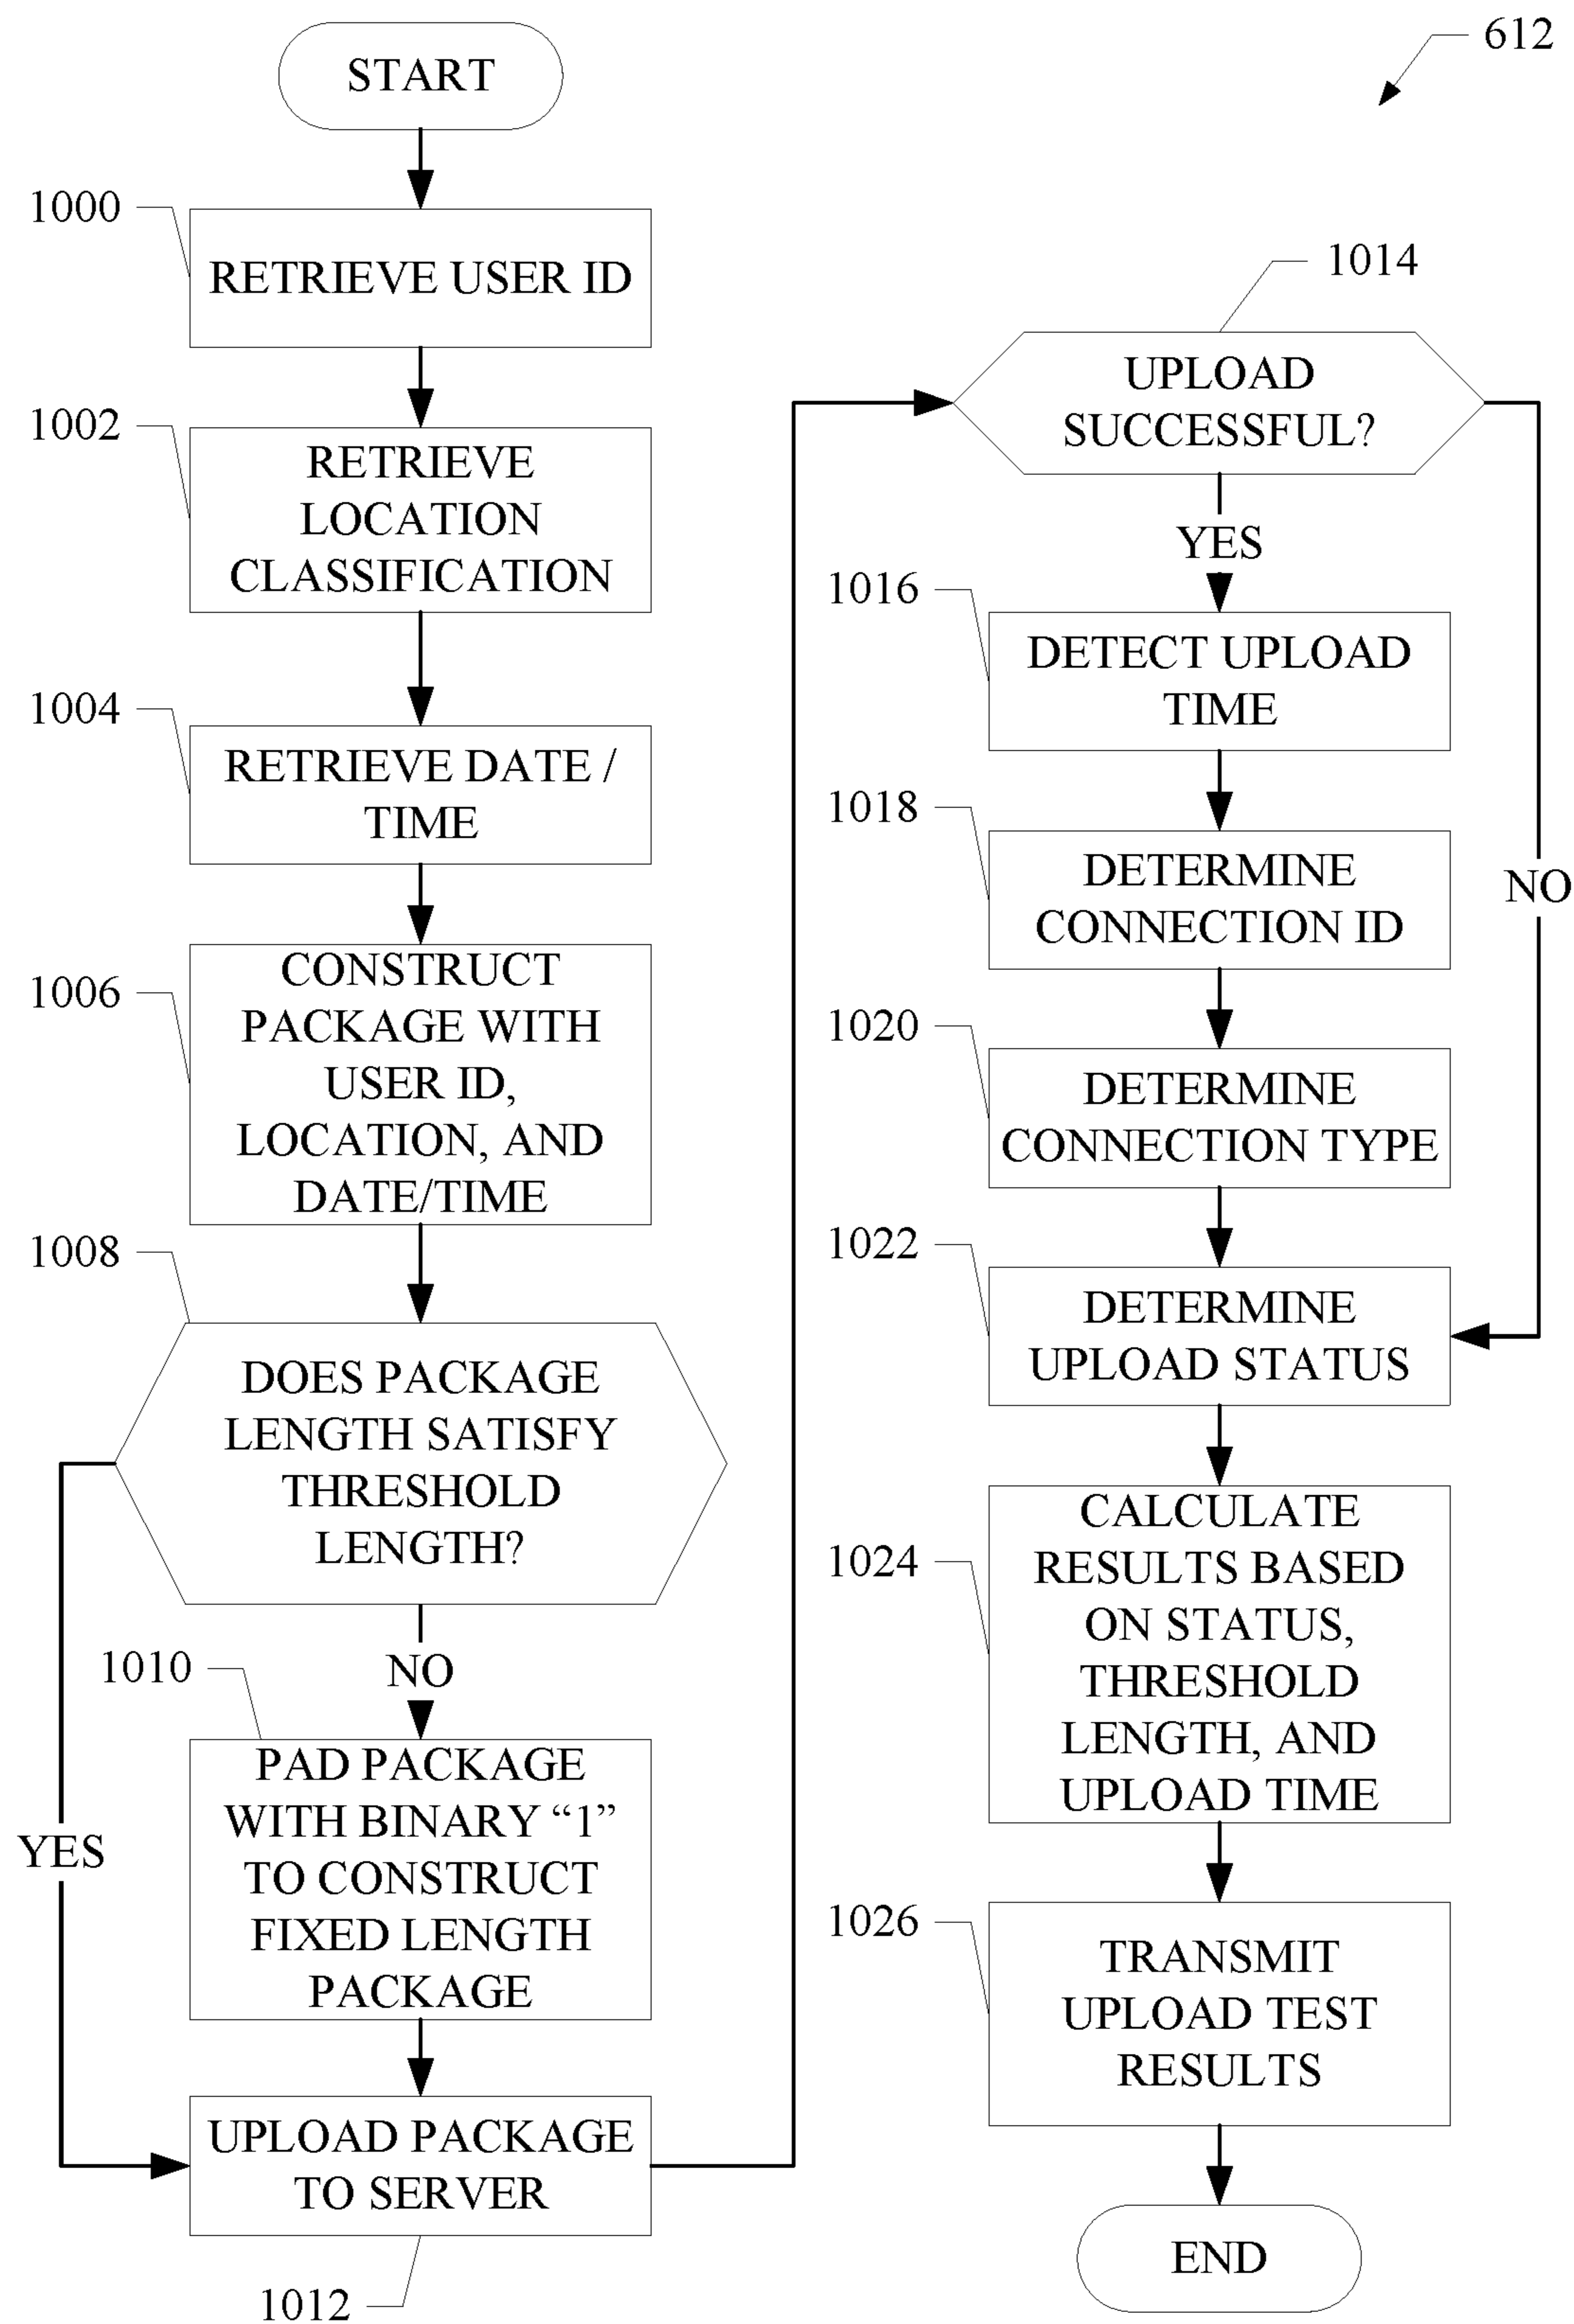 612
START
1000
RETRIEVE USER ID
1002
RETRIEVE
LOCATION
CLASSIFICATION
1004
RETRIEVE DATE /
TIME
1006
CONSTRUCT
PACKAGE WITH
USER ID,
LOCATION, AND
DATE/TIME
1008
DOES PACKAGE
LENGTH SATISFY
THRESHOLD
LENGTH?
NO
YES
1010
PAD PACKAGE
WITH BINARY “1”
TO CONSTRUCT
FIXED LENGTH
PACKAGE
UPLOAD PACKAGE
TO SERVER
1012
1014
UPLOAD
SUCCESSFUL?
YES
NO
1016
DETECT UPLOAD
TIME
1018
DETERMINE
CONNECTION ID
1020
DETERMINE
CONNECTION TYPE
1022
DETERMINE
UPLOAD STATUS
1024
CALCULATE
RESULTS BASED
ON STATUS,
THRESHOLD
LENGTH, AND
UPLOAD TIME
1026
TRANSMIT
UPLOAD TEST
RESULTS
END